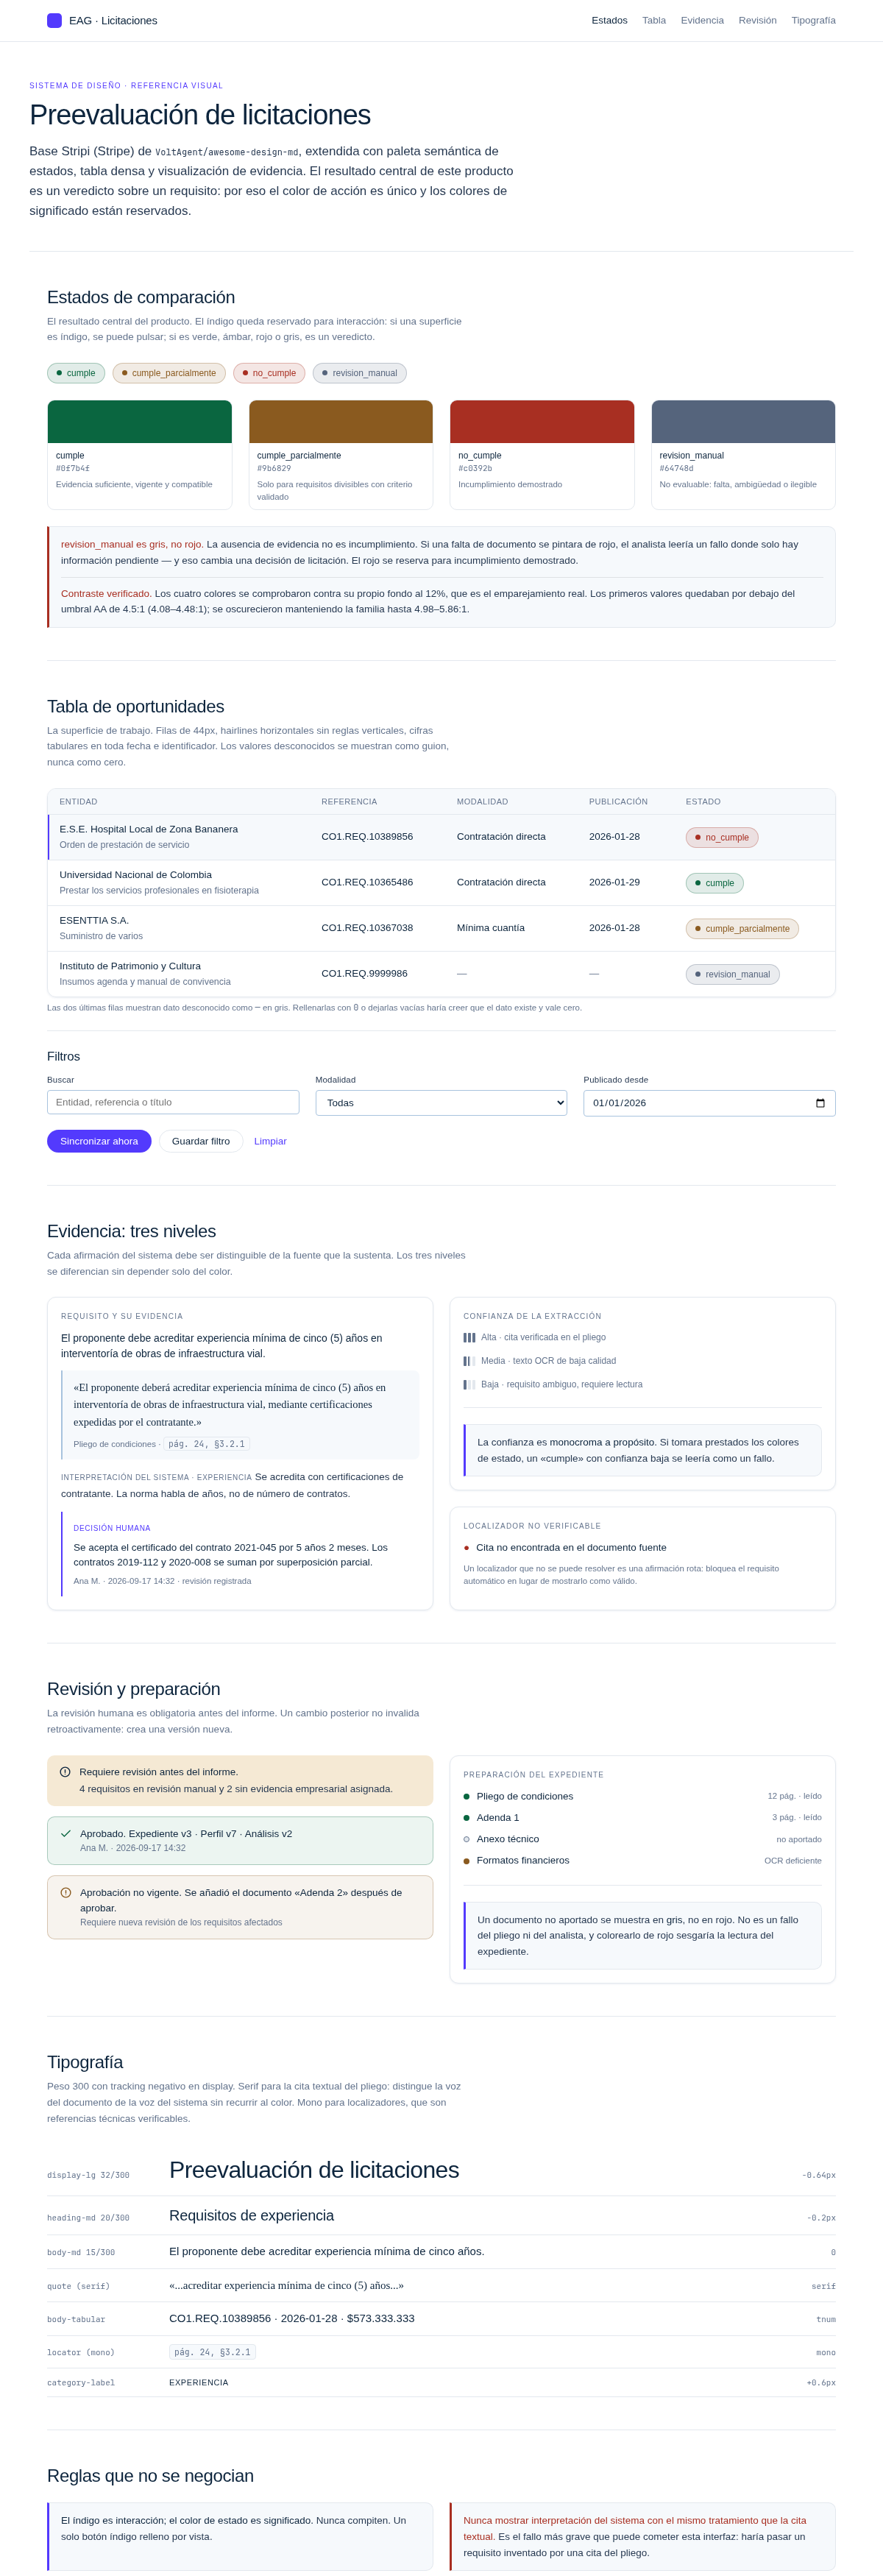 EAG · Licitaciones
Estados
Tabla
Evidencia
Revisión
Tipografía
SISTEMA DE DISEÑO · REFERENCIA VISUAL
Preevaluación de licitaciones
Base Stripi (Stripe) de VoltAgent/awesome-design-md, extendida con paleta semántica de
estados, tabla densa y visualización de evidencia. El resultado central de este producto
es un veredicto sobre un requisito: por eso el color de acción es único y los colores de
significado están reservados.
Estados de comparación
El resultado central del producto. El índigo queda reservado para interacción: si una superficie
es índigo, se puede pulsar; si es verde, ámbar, rojo o gris, es un veredicto.
cumple
cumple_parcialmente
no_cumple
revision_manual
cumple
#0f7b4f
Evidencia suficiente, vigente y compatible
cumple_parcialmente
#9b6829
Solo para requisitos divisibles con criterio
validado
no_cumple
#c0392b
Incumplimiento demostrado
revision_manual
#64748d
No evaluable: falta, ambigüedad o ilegible
revision_manual es gris, no rojo. La ausencia de evidencia no es incumplimiento. Si una falta de documento se pintara de rojo, el analista leería un fallo donde solo hay
información pendiente — y eso cambia una decisión de licitación. El rojo se reserva para incumplimiento demostrado.
Contraste verificado. Los cuatro colores se comprobaron contra su propio fondo al 12%, que es el emparejamiento real. Los primeros valores quedaban por debajo del
umbral AA de 4.5:1 (4.08–4.48:1); se oscurecieron manteniendo la familia hasta 4.98–5.86:1.
Tabla de oportunidades
La superficie de trabajo. Filas de 44px, hairlines horizontales sin reglas verticales, cifras
tabulares en toda fecha e identificador. Los valores desconocidos se muestran como guion,
nunca como cero.
ENTIDAD
REFERENCIA
MODALIDAD
PUBLICACIÓN
ESTADO
E.S.E. Hospital Local de Zona Bananera
Orden de prestación de servicio
CO1.REQ.10389856
Contratación directa
2026-01-28
no_cumple
Universidad Nacional de Colombia
Prestar los servicios profesionales en fisioterapia
CO1.REQ.10365486
Contratación directa
2026-01-29
cumple
ESENTTIA S.A.
Suministro de varios
CO1.REQ.10367038
Mínima cuantía
2026-01-28
cumple_parcialmente
Instituto de Patrimonio y Cultura
Insumos agenda y manual de convivencia
CO1.REQ.9999986
—
—
revision_manual
Las dos últimas filas muestran dato desconocido como — en gris. Rellenarlas con 0 o dejarlas vacías haría creer que el dato existe y vale cero.
Filtros
Buscar
Entidad, referencia o título
Modalidad
Todas
Publicado desde
01/01/2026
Sincronizar ahora
Guardar filtro
Limpiar
Evidencia: tres niveles
Cada afirmación del sistema debe ser distinguible de la fuente que la sustenta. Los tres niveles
se diferencian sin depender solo del color.
REQUISITO Y SU EVIDENCIA
El proponente debe acreditar experiencia mínima de cinco (5) años en
interventoría de obras de infraestructura vial.
«El proponente deberá acreditar experiencia mínima de cinco (5) años en
interventoría de obras de infraestructura vial, mediante certificaciones
expedidas por el contratante.»
Pliego de condiciones · pág. 24, §3.2.1
INTERPRETACIÓN DEL SISTEMA · EXPERIENCIA Se acredita con certificaciones de
contratante. La norma habla de años, no de número de contratos.
DECISIÓN HUMANA
Se acepta el certificado del contrato 2021-045 por 5 años 2 meses. Los
contratos 2019-112 y 2020-008 se suman por superposición parcial.
Ana M. · 2026-09-17 14:32 · revisión registrada
CONFIANZA DE LA EXTRACCIÓN
Alta · cita verificada en el pliego
Media · texto OCR de baja calidad
Baja · requisito ambiguo, requiere lectura
La confianza es monocroma a propósito. Si tomara prestados los colores
de estado, un «cumple» con confianza baja se leería como un fallo.
LOCALIZADOR NO VERIFICABLE
Cita no encontrada en el documento fuente
Un localizador que no se puede resolver es una afirmación rota: bloquea el requisito
automático en lugar de mostrarlo como válido.
Revisión y preparación
La revisión humana es obligatoria antes del informe. Un cambio posterior no invalida
retroactivamente: crea una versión nueva.
Requiere revisión antes del informe.
4 requisitos en revisión manual y 2 sin evidencia empresarial asignada.
Aprobado. Expediente v3 · Perfil v7 · Análisis v2
Ana M. · 2026-09-17 14:32
Aprobación no vigente. Se añadió el documento «Adenda 2» después de
aprobar.
Requiere nueva revisión de los requisitos afectados
PREPARACIÓN DEL EXPEDIENTE
Pliego de condiciones
12 pág. · leído
Adenda 1
3 pág. · leído
Anexo técnico
no aportado
Formatos financieros
OCR deficiente
Un documento no aportado se muestra en gris, no en rojo. No es un fallo
del pliego ni del analista, y colorearlo de rojo sesgaría la lectura del
expediente.
Tipografía
Peso 300 con tracking negativo en display. Serif para la cita textual del pliego: distingue la voz
del documento de la voz del sistema sin recurrir al color. Mono para localizadores, que son
referencias técnicas verificables.
display-lg 32/300
Preevaluación de licitaciones
-0.64px
heading-md 20/300
Requisitos de experiencia
-0.2px
body-md 15/300
El proponente debe acreditar experiencia mínima de cinco años.
0
quote (serif)
«...acreditar experiencia mínima de cinco (5) años...»
serif
body-tabular
CO1.REQ.10389856 · 2026-01-28 · $573.333.333
tnum
locator (mono)
pág. 24, §3.2.1
mono
category-label
EXPERIENCIA
+0.6px
Reglas que no se negocian
El índigo es interacción; el color de estado es significado. Nunca compiten. Un
solo botón índigo relleno por vista.
Nunca mostrar interpretación del sistema con el mismo tratamiento que la cita
textual. Es el fallo más grave que puede cometer esta interfaz: haría pasar un
requisito inventado por una cita del pliego.